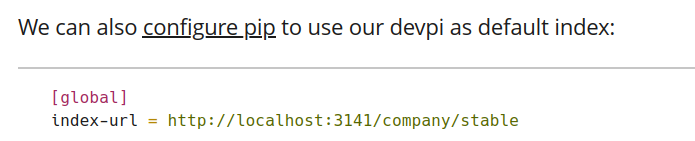 We can also configure pip to use our devpi as default index:
[global]
index-url = http://localhost:3141/company/stable